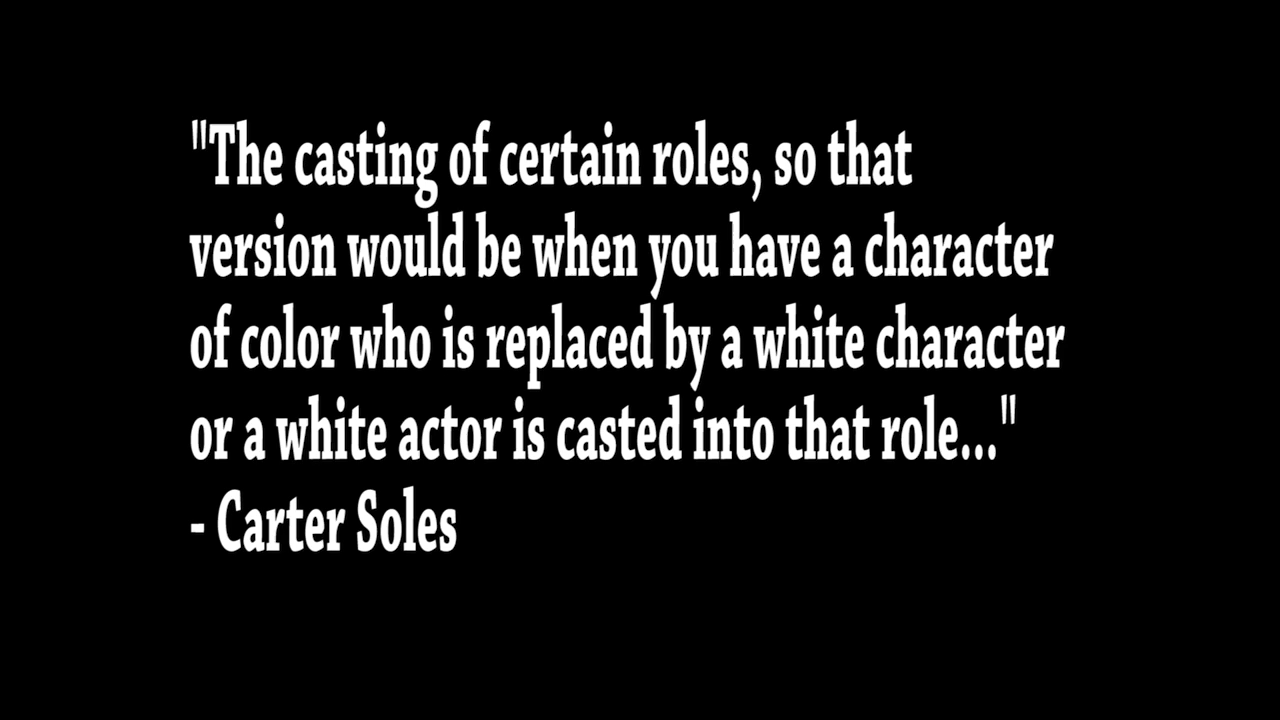 "The casting of certain roles, so that
version would be when you have a character
of color who is replaced by a white character
or a white actor is casted into that role..."
- Carter Soles